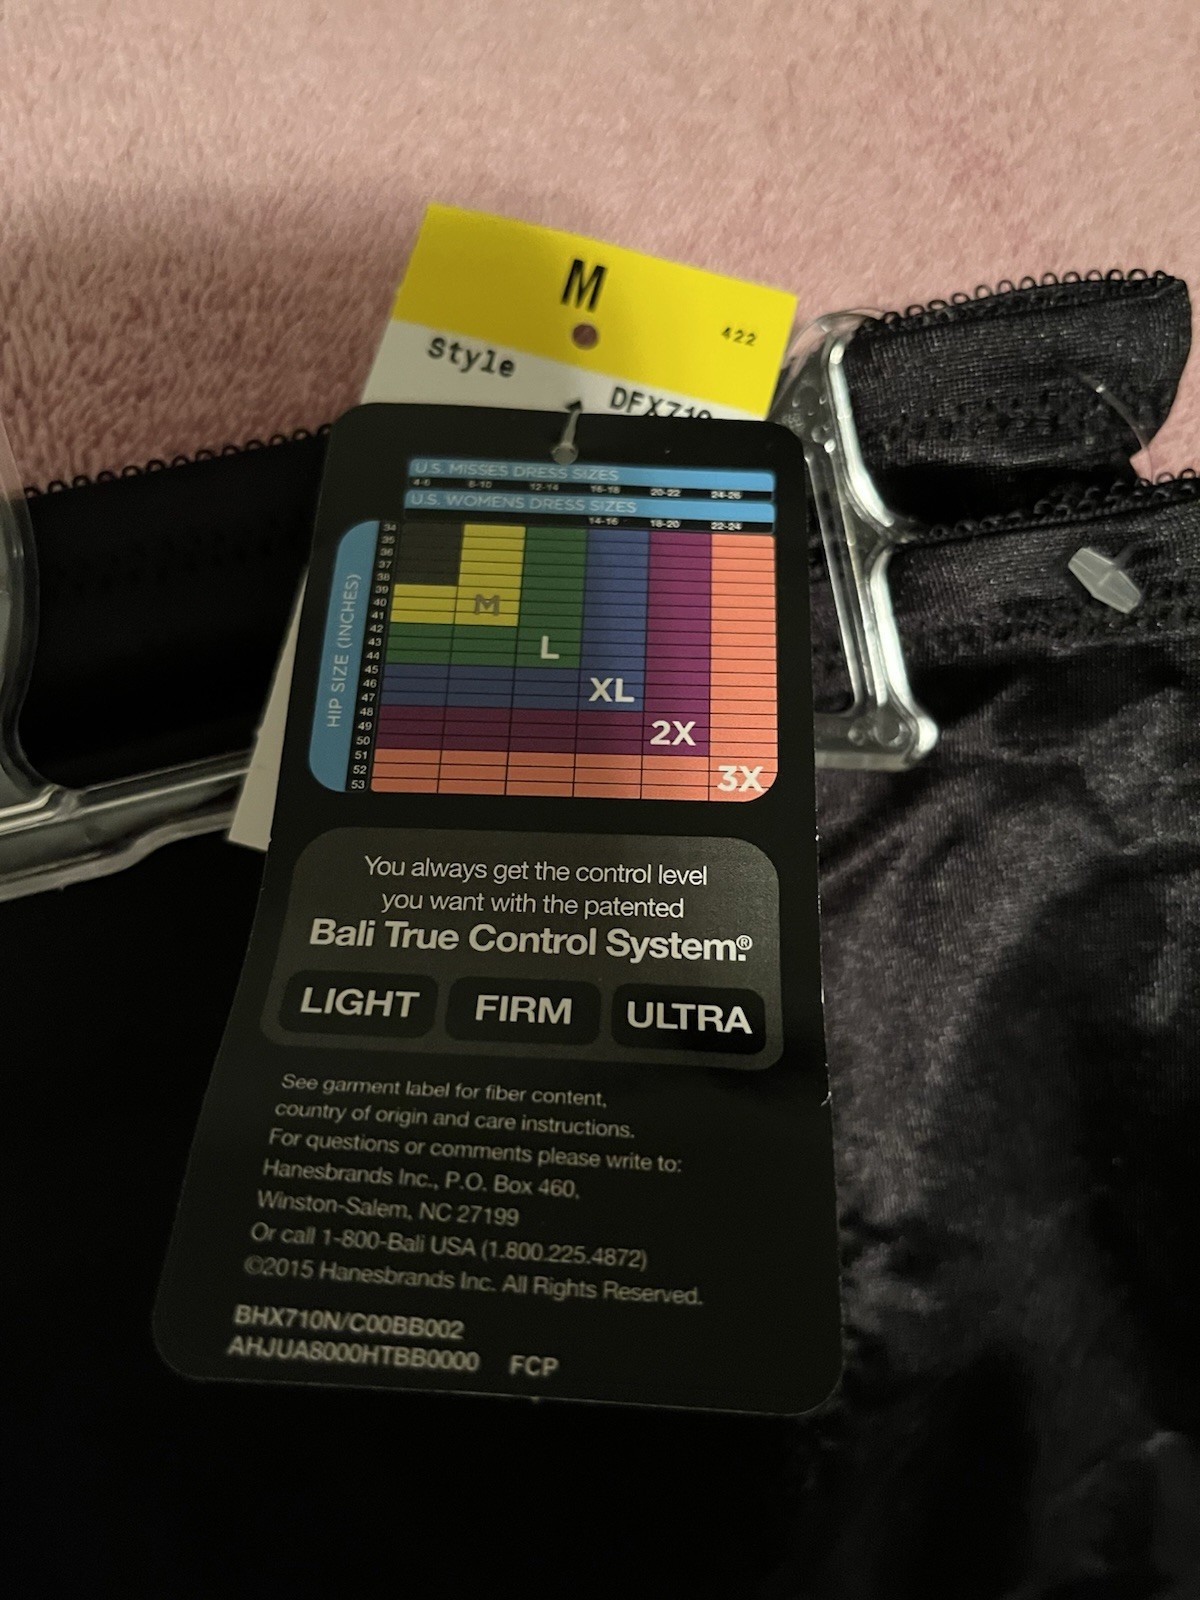 M
422
Style
DFX710
U.S. MISSES DRESS SIZES
4-6 8-10 12-14 16-18 20-22 24-26
U.S. WOMENS DRESS SIZES
14-16 18-20 22-24
HIP SIZE (INCHES)
34
35
36
37
38
39
40
41
42
43
44
45
46
47
48
49
50
51
52
53
M
L
XL
2X
3X
You always get the control level
you want with the patented
Bali True Control System.®
LIGHT FIRM ULTRA
See garment label for fiber content,
country of origin and care instructions.
For questions or comments please write to:
Hanesbrands Inc., P.O. Box 460,
Winston-Salem, NC 27199
Or call 1-800-Bali USA (1.800.225.4872)
©2015 Hanesbrands Inc. All Rights Reserved.
BHX710N/C00BB002
AHJUA8000HTBB0000 FCP